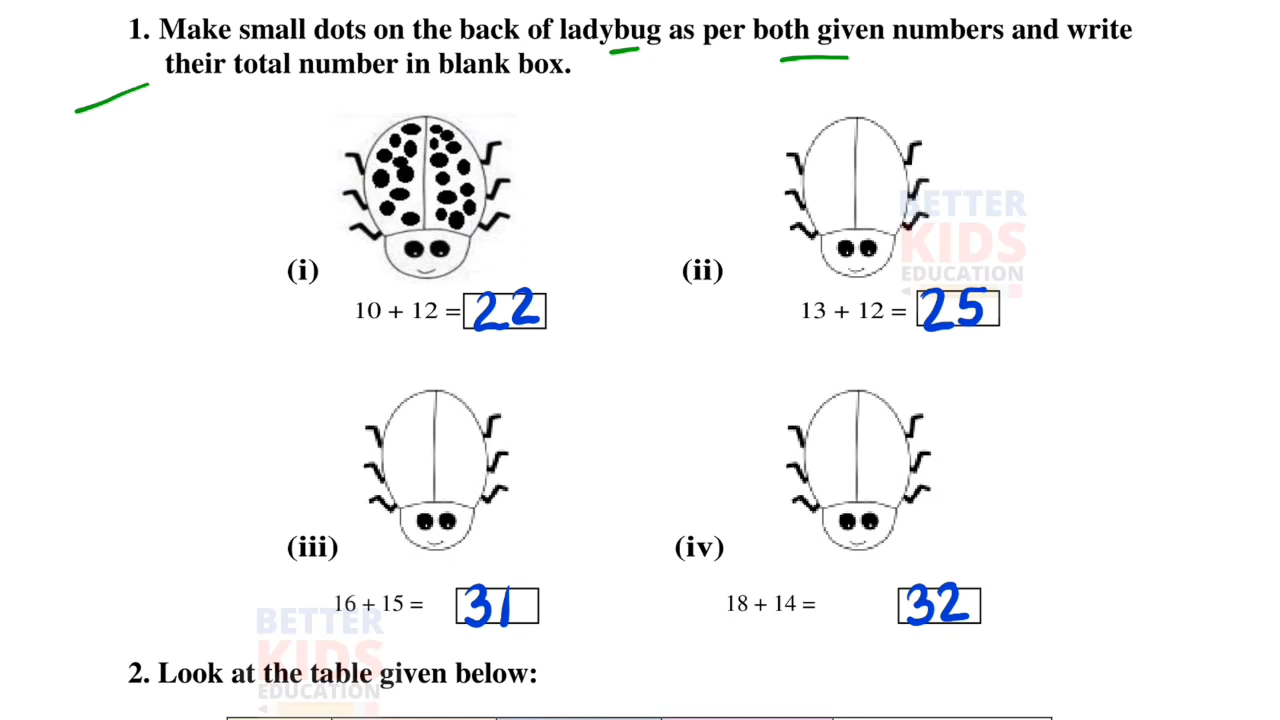 1. Make small dots on the back of ladybug as per both given numbers and write
their total number in blank box.
(i)
10 + 12 = 22
(ii)
13 + 12 = 25
BETTER
KIDS
EDUCATION
(iii)
16 + 15 = 31
(iv)
18 + 14 = 32
BETTER
KIDS
EDUCATION
2. Look at the table given below: